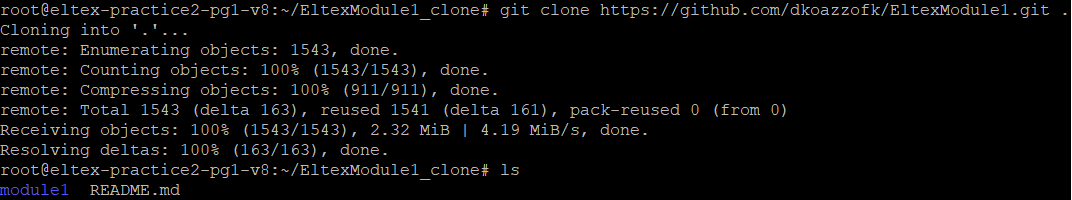 root@eltex-practice2-pg1-v8:~/EltexModule1_clone# git clone https://github.com/dkoazzofk/EltexModule1.git .
Cloning into '.'...
remote: Enumerating objects: 1543, done.
remote: Counting objects: 100% (1543/1543), done.
remote: Compressing objects: 100% (911/911), done.
remote: Total 1543 (delta 163), reused 1541 (delta 161), pack-reused 0 (from 0)
Receiving objects: 100% (1543/1543), 2.32 MiB | 4.19 MiB/s, done.
Resolving deltas: 100% (163/163), done.
root@eltex-practice2-pg1-v8:~/EltexModule1_clone# ls
module1  README.md